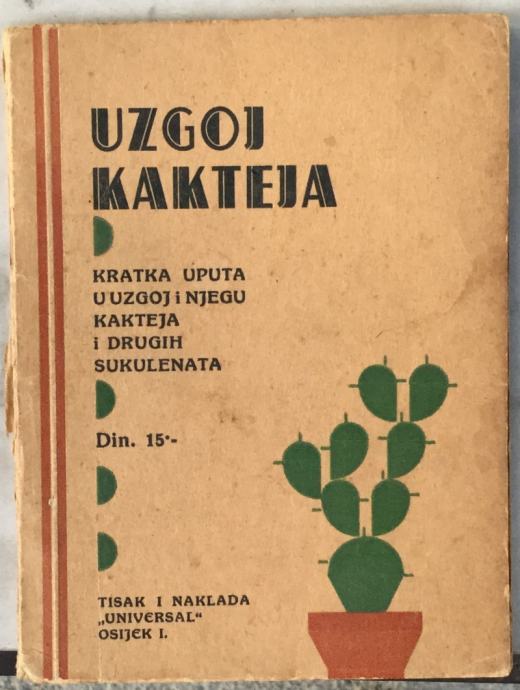 UZGOJ
KAKTEJA
KRATKA UPUTA
U UZGOJ i NJEGU
KAKTEJA
i DRUGIH
SUKULENATA
Din. 15·-
TISAK I NAKLADA
„UNIVERSAL“
OSIJEK I.